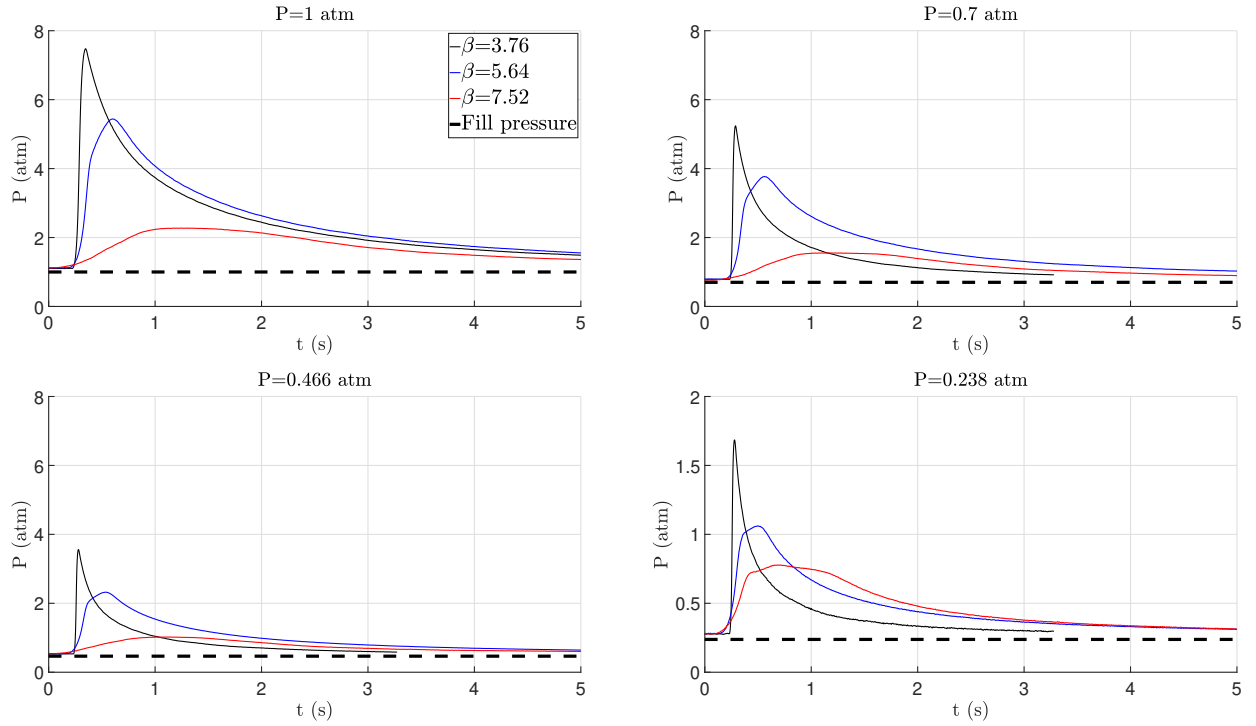 P=1 atm
8
6
4
2
0
P (atm)
0 1 2 3 4 5
t (s)
β=3.76
β=5.64
β=7.52
Fill pressure
P=0.7 atm
8
6
4
2
0
P (atm)
0 1 2 3 4 5
t (s)
P=0.466 atm
8
6
4
2
0
P (atm)
0 1 2 3 4 5
t (s)
P=0.238 atm
2
1.5
1
0.5
0
P (atm)
0 1 2 3 4 5
t (s)